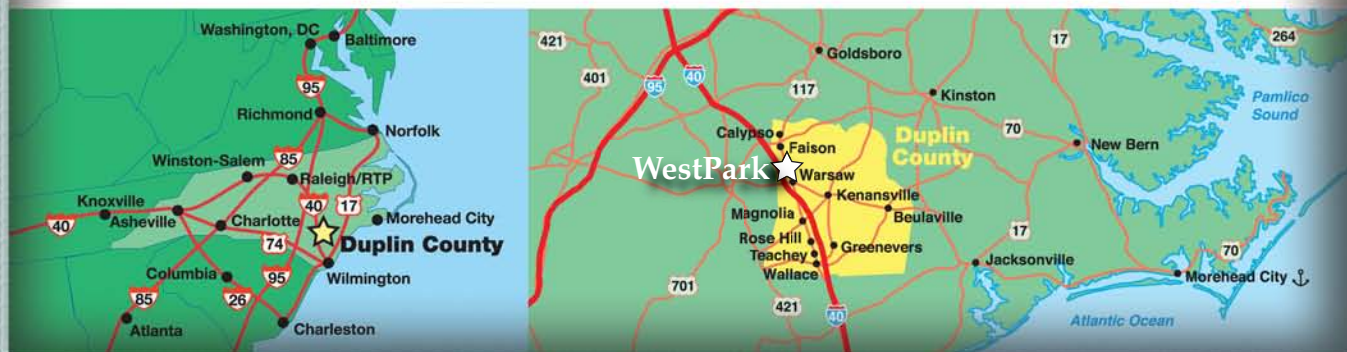 Washington, DC
Baltimore
95
Richmond
Norfolk
Winston-Salem
85
Raleigh/RTP
Knoxville
40
17
40
Asheville
Charlotte
Morehead City
74
Duplin County
Columbia
95
Wilmington
85
26
Atlanta
Charleston
421
17
264
Goldsboro
401
95
40
117
Kinston
Pamlico
Sound
Calypso
Duplin
County
70
Faison
New Bern
WestPark
Warsaw
Kenansville
Magnolia
Beulaville
17
Rose Hill
Greenevers
70
Teachey
Jacksonville
Wallace
Morehead City
701
421
40
Atlantic Ocean